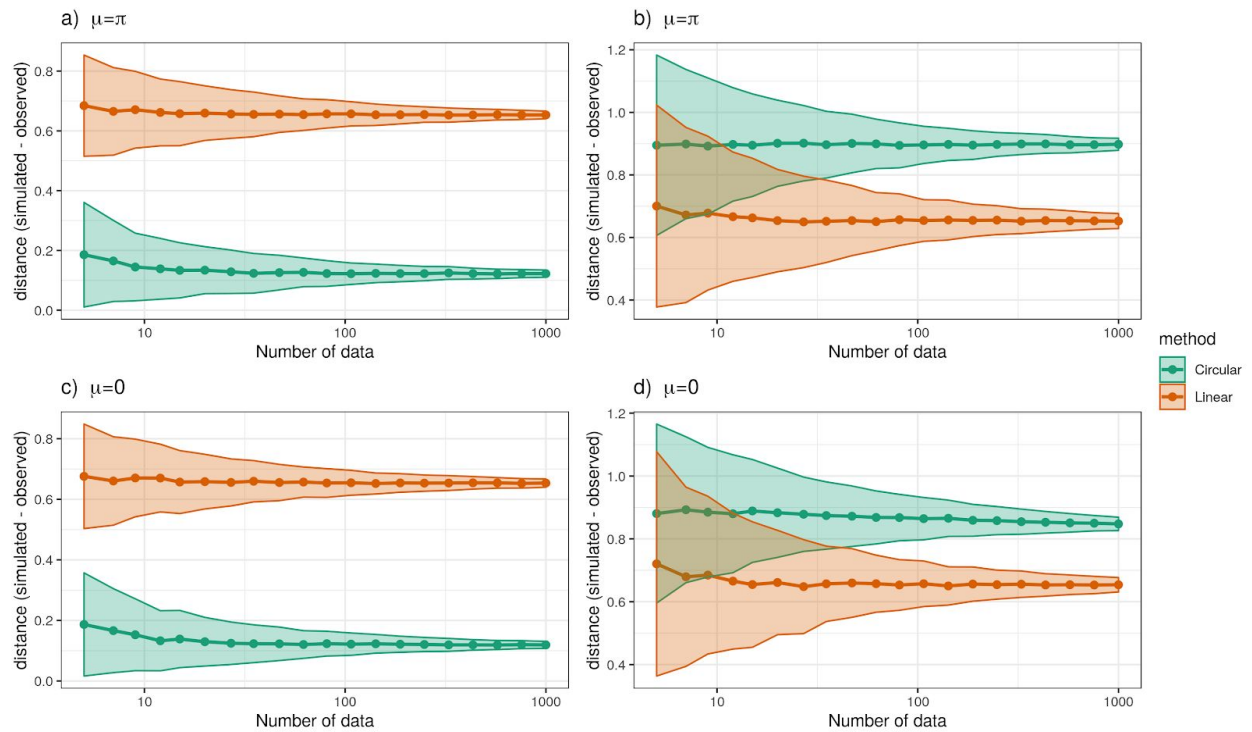 a) μ=π
0.8
0.6
0.4
0.2
0.0
distance (simulated - observed)
10
100
1000
Number of data
b) μ=π
1.2
1.0
0.8
0.6
0.4
distance (simulated - observed)
10
100
1000
Number of data
c) μ=0
0.8
0.6
0.4
0.2
0.0
distance (simulated - observed)
10
100
1000
Number of data
d) μ=0
1.2
1.0
0.8
0.6
0.4
distance (simulated - observed)
10
100
1000
Number of data
method
Circular
Linear